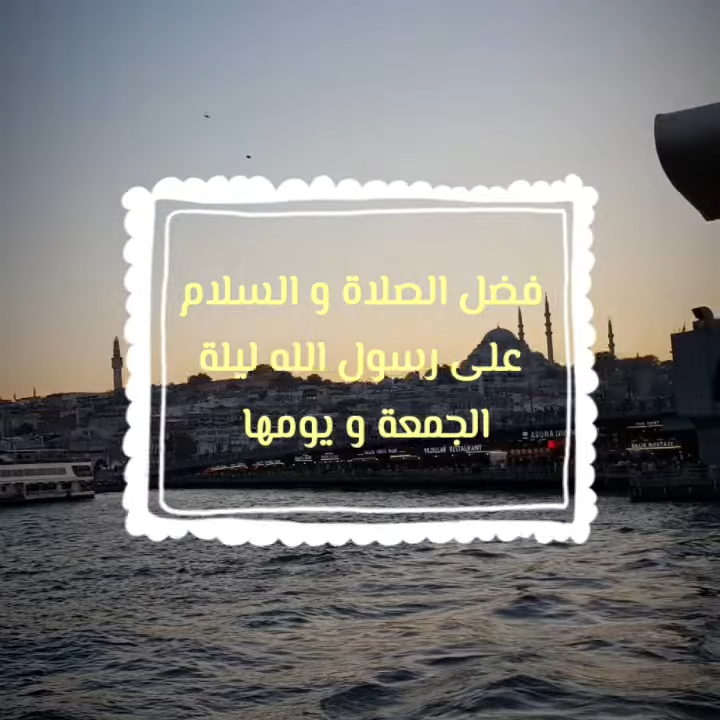 فضل الصلاة و السلام
على رسول الله ليلة
الجمعة و يومها